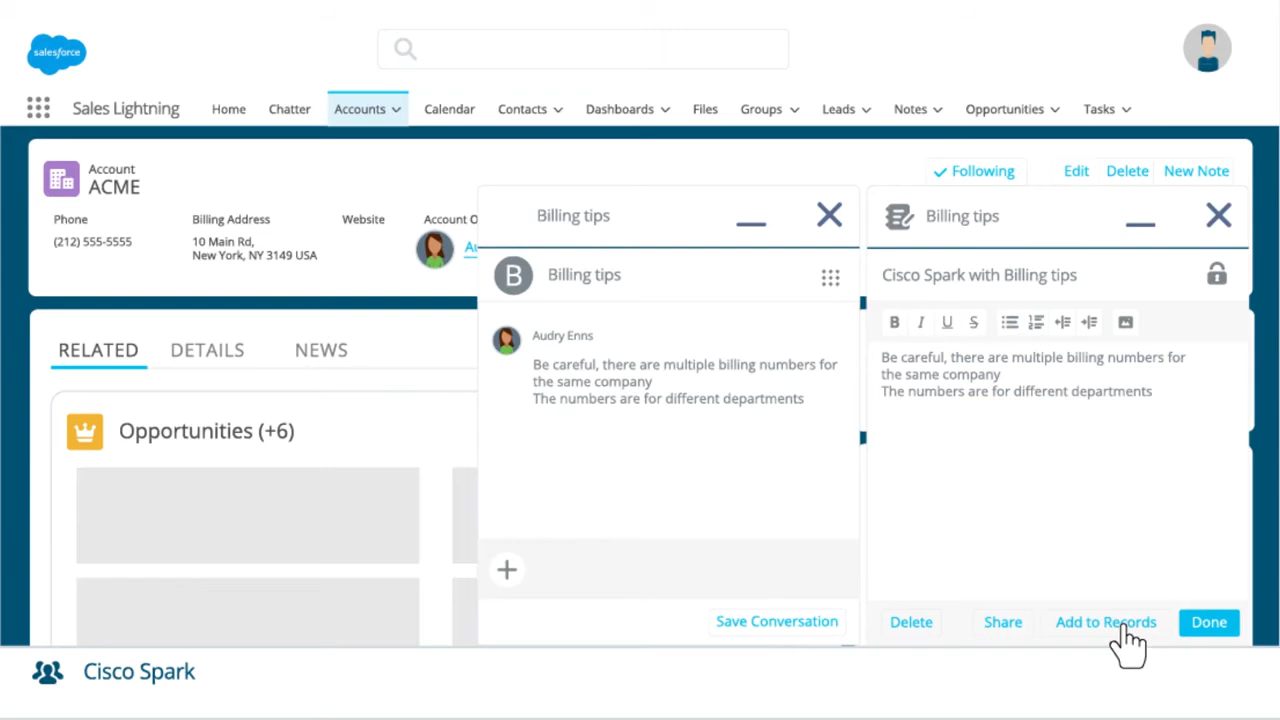 salesforce
Sales Lightning Home Chatter Accounts Calendar Contacts Dashboards Files Groups Leads Notes Opportunities Tasks
Account
ACME
Following Edit Delete New Note
Phone Billing Address Website Account O
(212) 555-5555
10 Main Rd,
New York, NY 3149 USA
RELATED DETAILS NEWS
Opportunities (+6)
Billing tips
B Billing tips
Audry Enns
Be careful, there are multiple billing numbers for
the same company
The numbers are for different departments
Save Conversation
Billing tips
Cisco Spark with Billing tips
B I U S
Be careful, there are multiple billing numbers for
the same company
The numbers are for different departments
Delete Share Add to Records Done
Cisco Spark